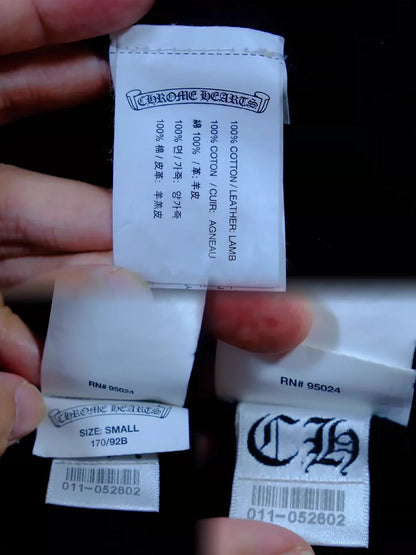 CHROME HEARTS
100% COTTON / LEATHER: LAMB
100% COTON / CUIR: AGNEAU
綿 100% / 革: 羊皮
100% 면 / 가죽: 양가죽
100% 棉 / 皮革: 羊羔皮
RN# 95024
CHROME HEARTS
SIZE: SMALL
170/92B
011-052602
RN# 95024
CH
011-052602